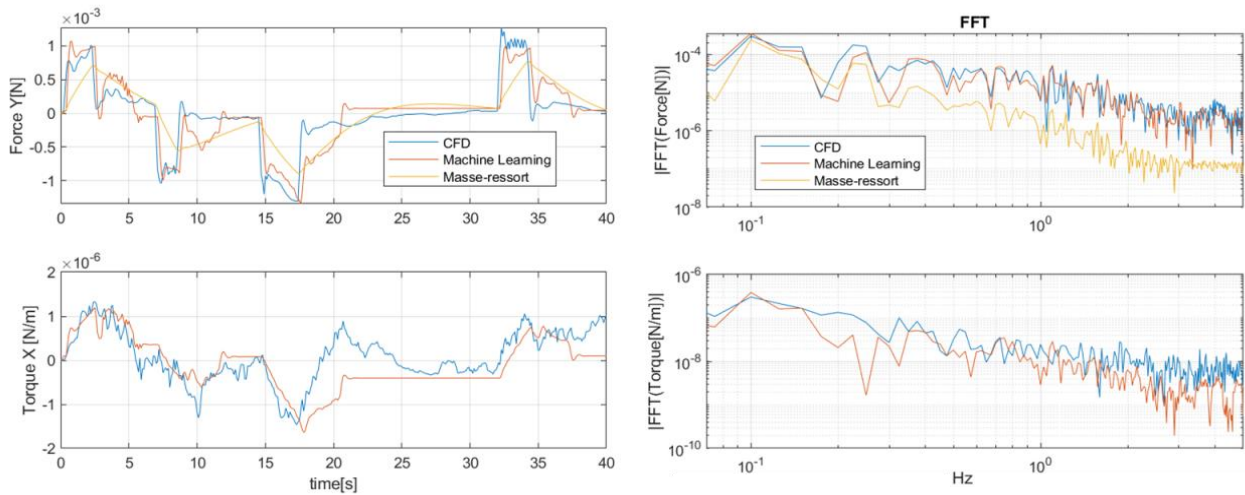 ×10⁻³
1
0.5
0
-0.5
-1
Force Y[N]
CFD
Machine Learning
Masse-ressort
0 5 10 15 20 25 30 35 40
FFT
10⁻⁴
10⁻⁶
10⁻⁸
|FFT(Force[N])|
CFD
Machine Learning
Masse-ressort
10⁻¹ 10⁰
×10⁻⁶
2
1
0
-1
-2
Torque X [N/m]
0 5 10 15 20 25 30 35 40
time[s]
10⁻⁶
10⁻⁸
10⁻¹⁰
|FFT(Torque[N/m])|
10⁻¹ 10⁰
Hz